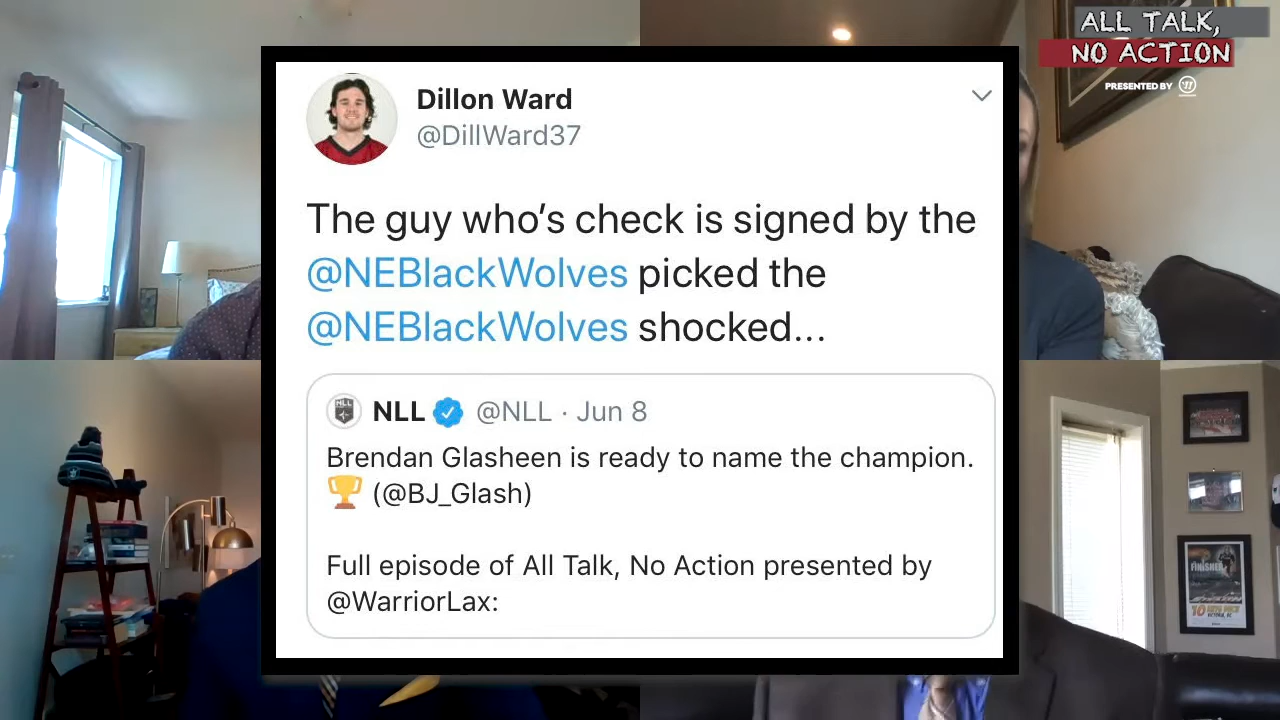 ALL TALK,
NO ACTION
PRESENTED BY
Dillon Ward
@DillWard37
The guy who's check is signed by the
@NEBlackWolves picked the
@NEBlackWolves shocked...
NLL @NLL · Jun 8
Brendan Glasheen is ready to name the champion.
🏆 (@BJ_Glash)
Full episode of All Talk, No Action presented by
@WarriorLax:
FINISHER